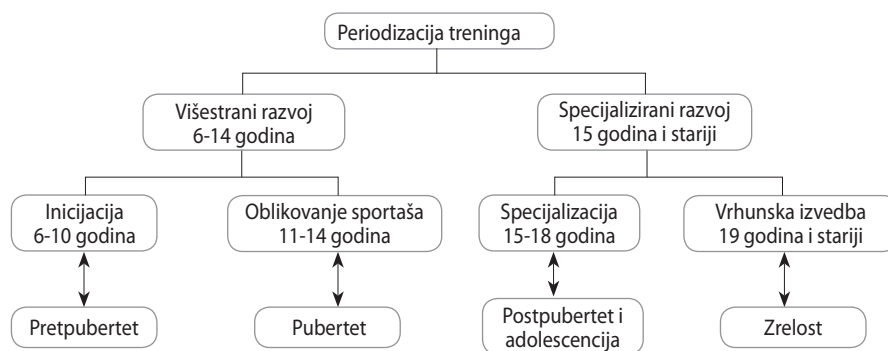 Periodizacija treninga
Višestrani razvoj
6-14 godina
Specijalizirani razvoj
15 godina i stariji
Inicijacija
6-10 godina
Oblikovanje sportaša
11-14 godina
Specijalizacija
15-18 godina
Vrhunska izvedba
19 godina i stariji
Pretpubertet
Pubertet
Postpubertet i
adolescencija
Zrelost